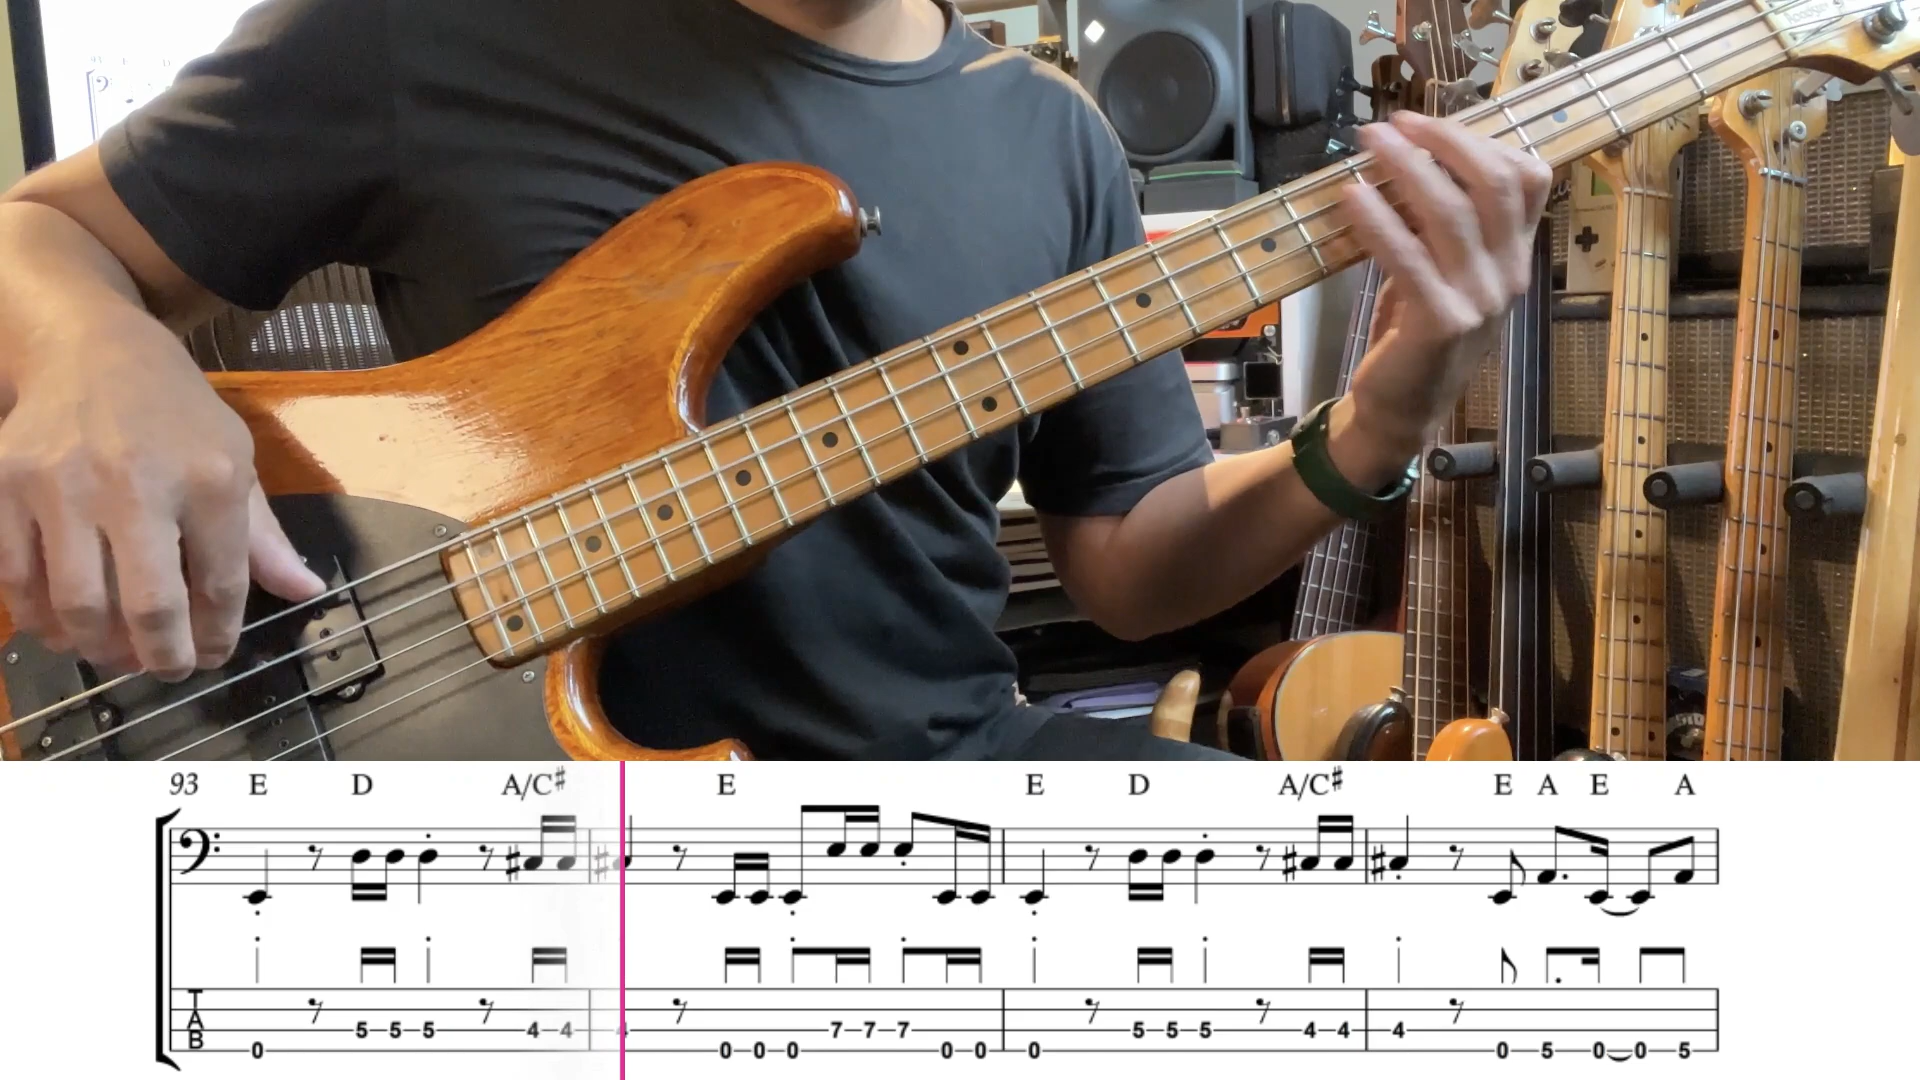 93 E D A/C♯ E E D A/C♯ E A E A
T
A
B
5 5 5 4 4 4 7 7 7 5 5 5 4 4 4
0 0 0 0 0 0 0 0 5 0 0 5